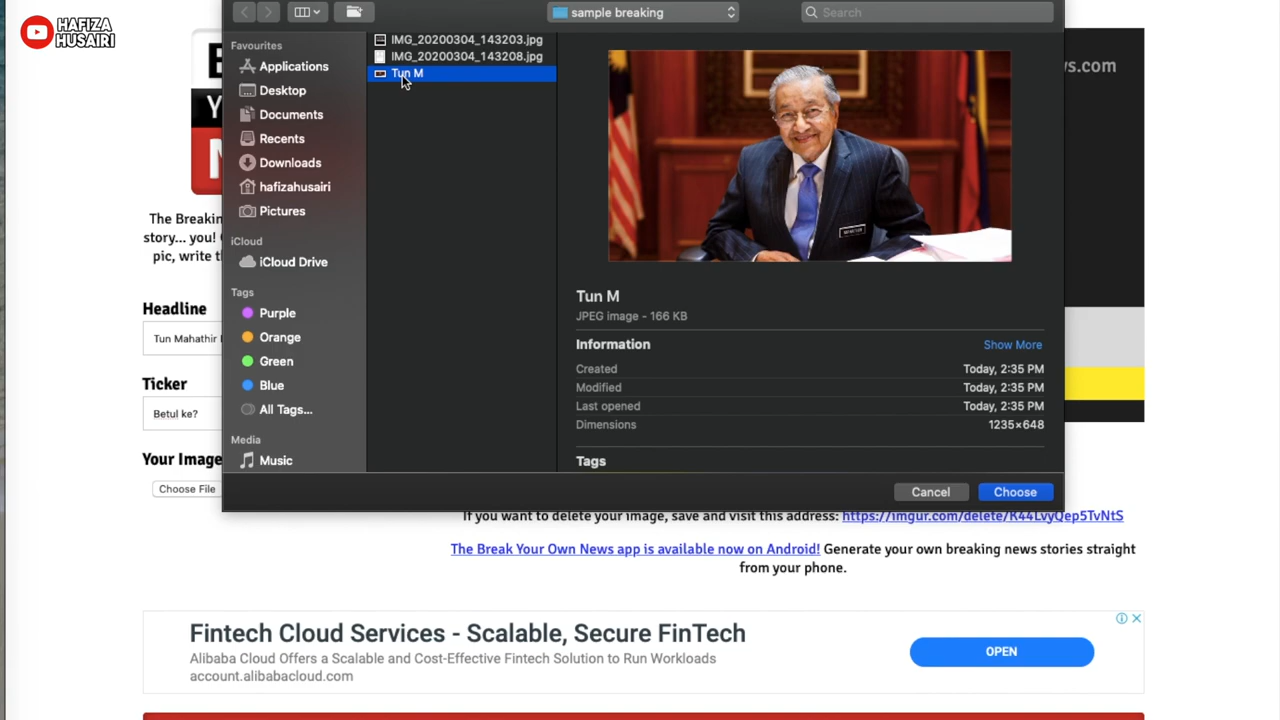 HAFIZA
HUSAIRI
sample breaking
Search
Favourites
Applications
Desktop
Documents
Recents
Downloads
hafizahusairi
Pictures
iCloud
iCloud Drive
Tags
Purple
Orange
Green
Blue
All Tags...
Media
Music
IMG_20200304_143203.jpg
IMG_20200304_143208.jpg
Tun M
Tun M
JPEG image - 166 KB
Information
Show More
Created
Today, 2:35 PM
Modified
Today, 2:35 PM
Last opened
Today, 2:35 PM
Dimensions
1235×648
Tags
Cancel
Choose
s.com
The Breakin
story... you!
pic, write th
Headline
Tun Mahathir
Ticker
Betul ke?
Your Image
Choose File
If you want to delete your image, save and visit this address: https://imgur.com/delete/K44LvyQep5TvNtS
The Break Your Own News app is available now on Android! Generate your own breaking news stories straight
from your phone.
Fintech Cloud Services - Scalable, Secure FinTech
Alibaba Cloud Offers a Scalable and Cost-Effective Fintech Solution to Run Workloads
account.alibabacloud.com
OPEN